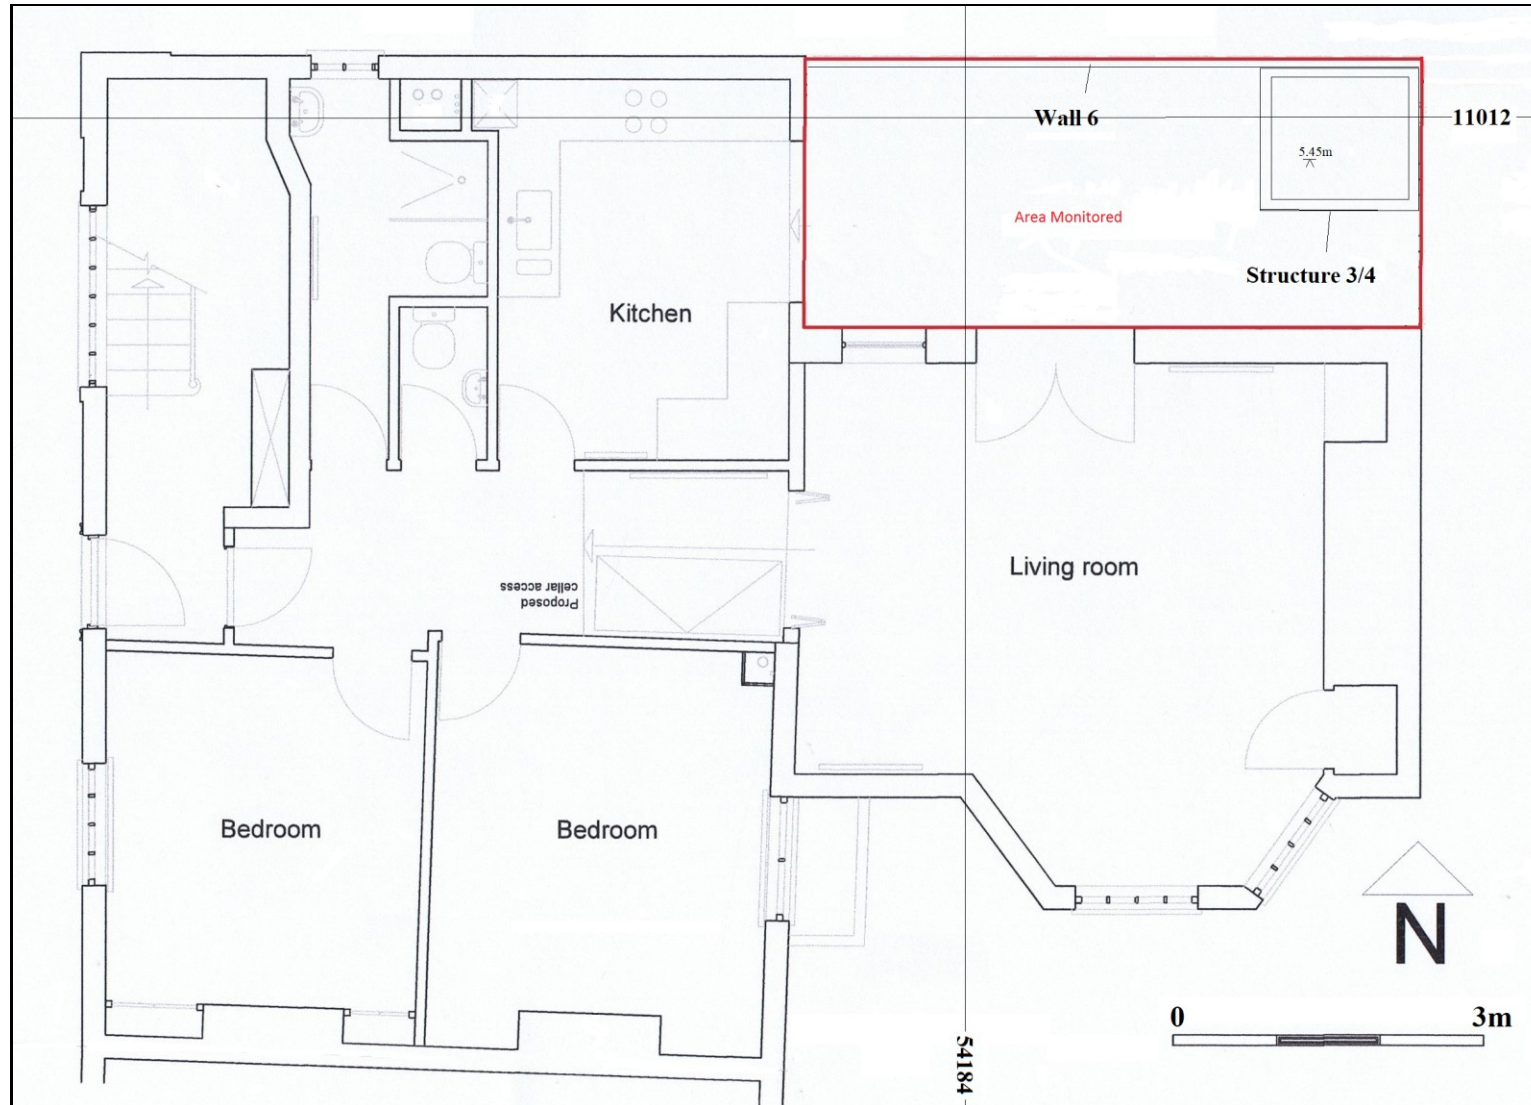 Wall 6
11012
5.45m
Area Monitored
Structure 3/4
Kitchen
Living room
Proposed
cellar access
Bedroom
Bedroom
N
0
3m
54184